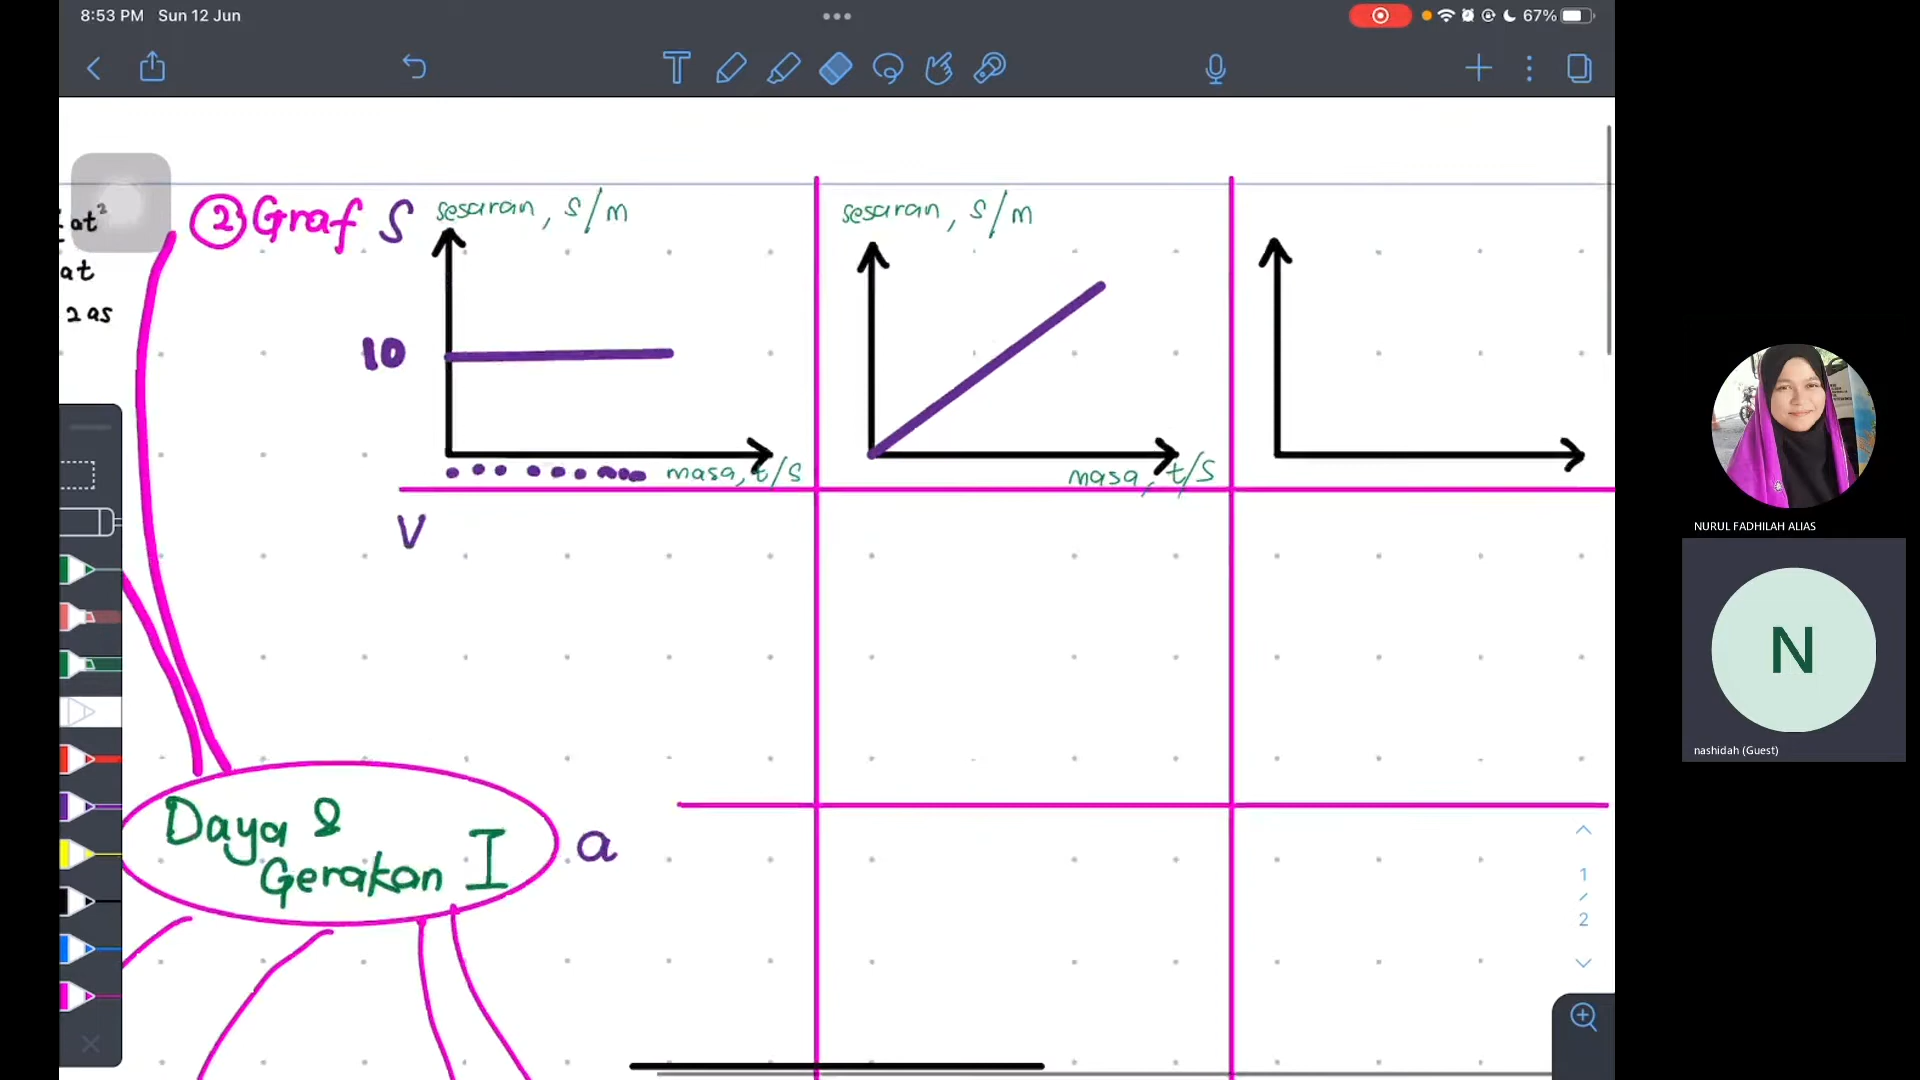 8:53 PM Sun 12 Jun
67%
at²
at
2as
② Graf S
sesaran, s/m
10
masa, t/s
sesaran, s/m
masa, t/s
V
Daya &
Gerakan I
a
1
/
2
NURUL FADHILAH ALIAS
N
nashidah (Guest)